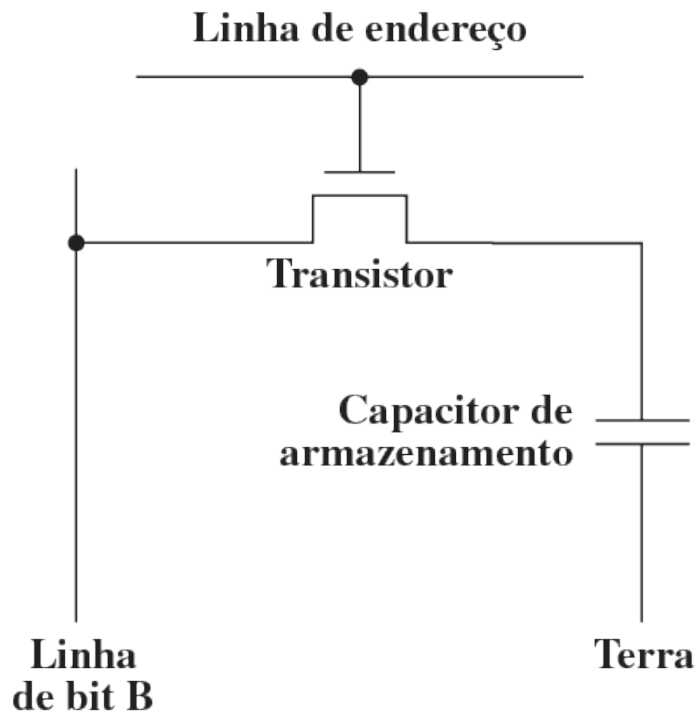 Linha de endereço
Transistor
Capacitor de
armazenamento
Linha
de bit B
Terra